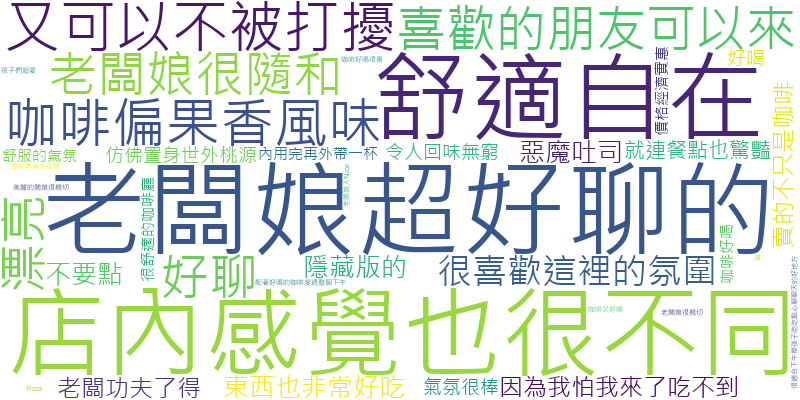 又可以不被打擾
喜歡的朋友可以來
老闆娘很隨和
咖啡好喝很香
孩子們超愛
舒適自在
價格經濟實惠
好喝
咖啡偏果香風味
賣的不只是咖啡
舒服的氣氛
仿佛置身世外桃源
內用完再外帶一杯
令人回味無窮
惡魔吐司
就連餐點也驚豔
美麗的闆娘很親切
很舒適的咖啡廳
老闆娘超好聊的
漂亮
不要點
好聊
隱藏版的
很喜歡這裡的氛圍
咖啡好喝
配著好喝的咖啡度過整個下午
店內感覺也很不同
咖啡又好喝
老闆娘很親切
Pizza
老闆功夫了得
東西也非常好吃
氣氛很棒
因為我怕我來了吃不到